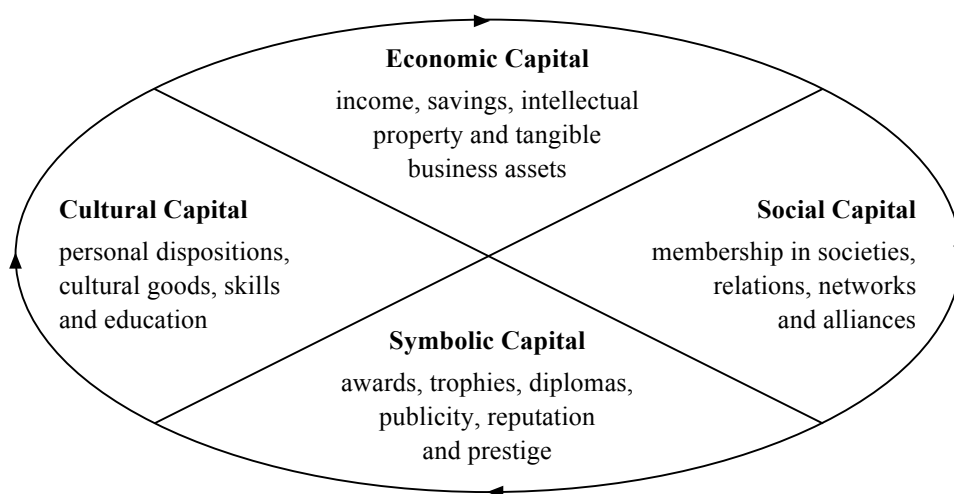 Economic Capital
income, savings, intellectual
property and tangible
business assets
Cultural Capital
personal dispositions,
cultural goods, skills
and education
Social Capital
membership in societies,
relations, networks
and alliances
Symbolic Capital
awards, trophies, diplomas,
publicity, reputation
and prestige